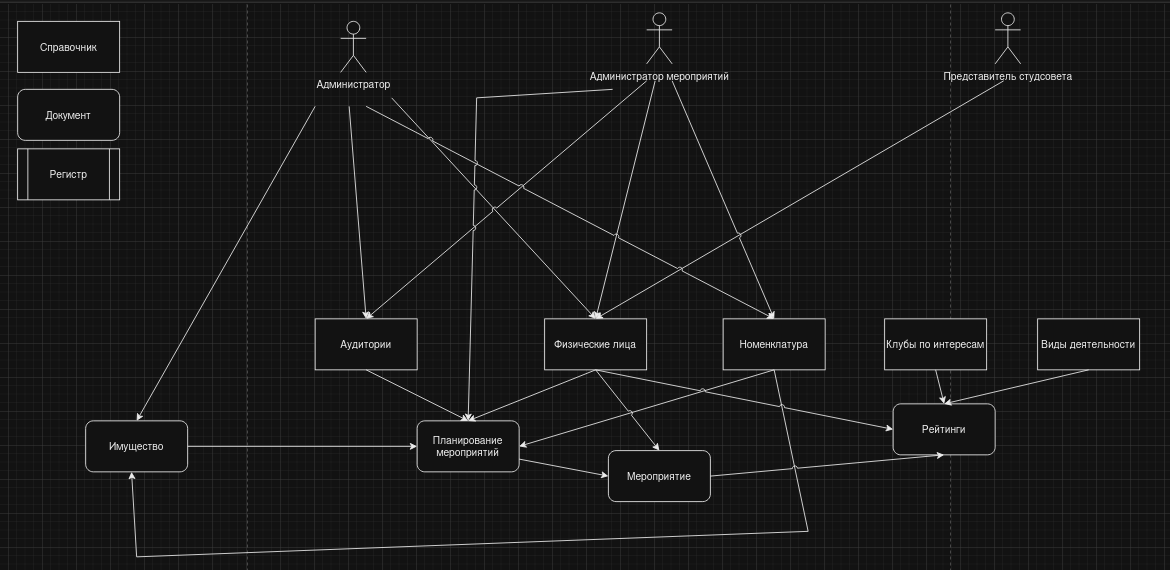 Справочник
Документ
Регистр
Администратор
Администратор мероприятий
Представитель студсовета
Аудитории
Физические лица
Номенклатура
Клубы по интересам
Виды деятельности
Имущество
Планирование
мероприятий
Мероприятие
Рейтинги